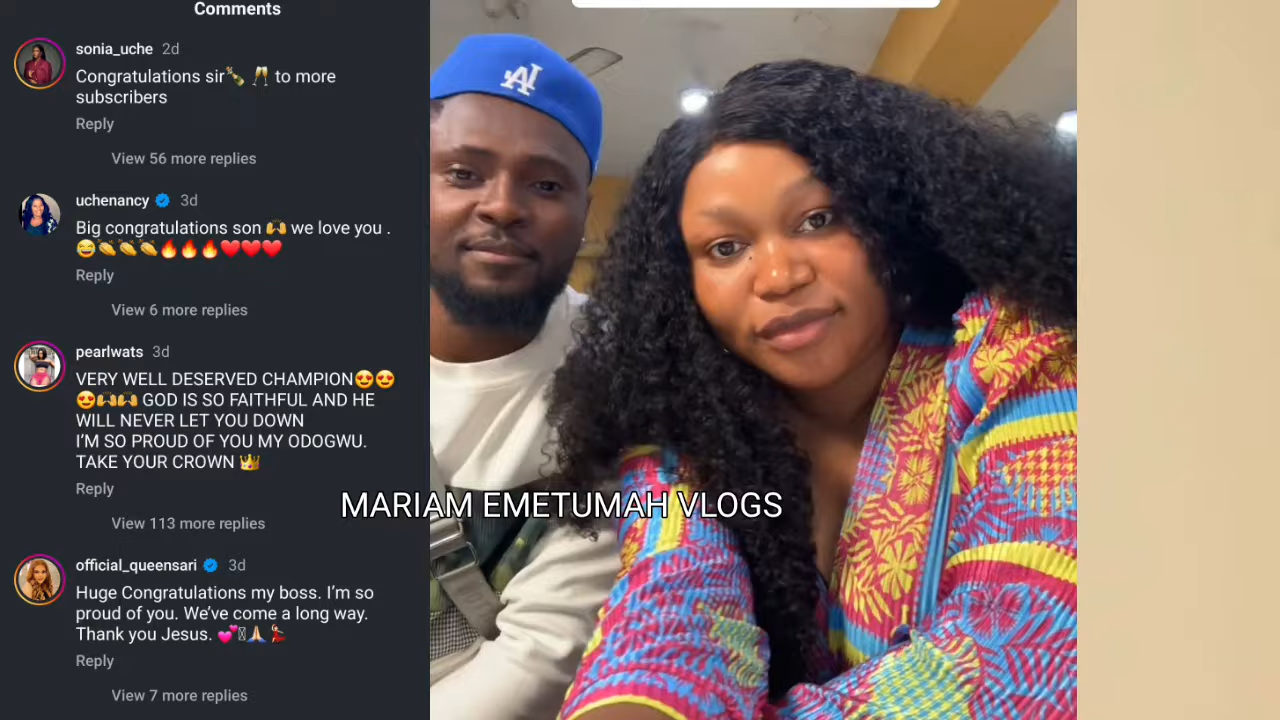 Comments
sonia_uche 2d
Congratulations sir🍾 🥂 to more
subscribers
Reply
View 56 more replies
uchenancy 3d
Big congratulations son 🙌 we love you .
😅👏👏👏🔥🔥🔥❤️❤️❤️
Reply
View 6 more replies
pearlwats 3d
VERY WELL DESERVED CHAMPION😍😍
😍🙌🙌 GOD IS SO FAITHFUL AND HE
WILL NEVER LET YOU DOWN
I'M SO PROUD OF YOU MY ODOGWU.
TAKE YOUR CROWN 👑
Reply
View 113 more replies
official_queensari 3d
Huge Congratulations my boss. I'm so
proud of you. We've come a long way.
Thank you Jesus. 💕🙏🏼💃
Reply
View 7 more replies
MARIAM EMETUMAH VLOGS